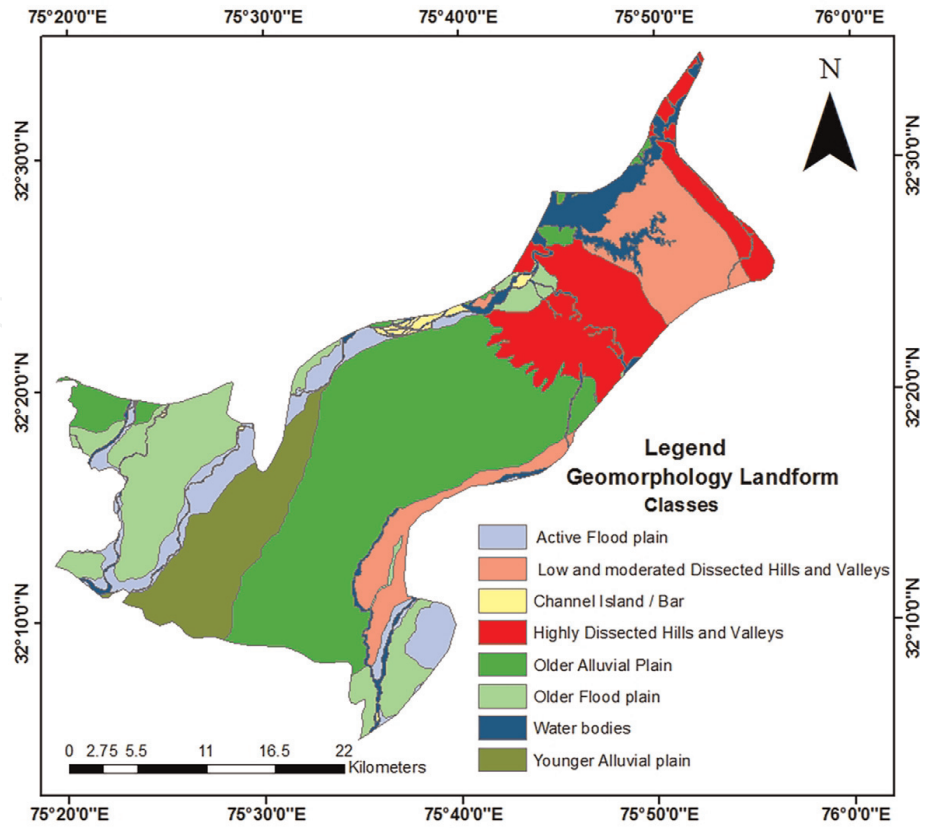 75°20'0"E 75°30'0"E 75°40'0"E 75°50'0"E 76°0'0"E
N
32°30'0"N 32°30'0"N
32°20'0"N 32°20'0"N
Legend
Geomorphology Landform
Classes
Active Flood plain
Low and moderated Dissected Hills and Valleys
Channel Island / Bar
32°10'0"N 32°10'0"N
Highly Dissected Hills and Valleys
Older Alluvial Plain
Older Flood plain
Water bodies
Younger Alluvial plain
0 2.75 5.5 11 16.5 22
Kilometers
75°20'0"E 75°30'0"E 75°40'0"E 75°50'0"E 76°0'0"E